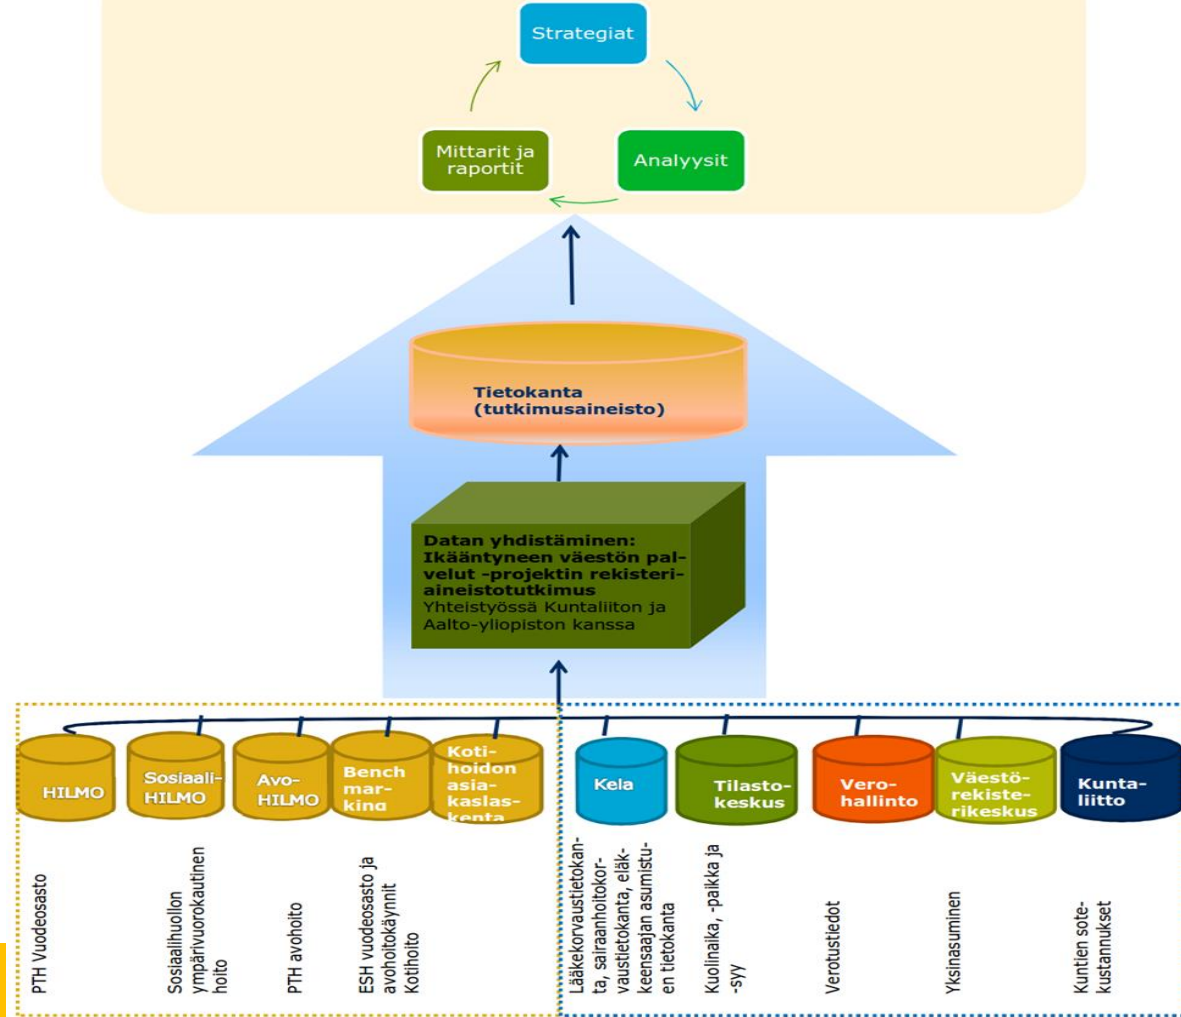 Strategiat
Mittarit ja
raportit
Analyysit
Tietokanta
(tutkimusaineisto)
Datan yhdistäminen:
Ikääntyneen väestön pal-
velut -projektin rekisteri-
aineistotutkimus
Yhteistyössä Kuntaliiton ja
Aalto-yliopiston kanssa
HILMO
Sosiaali-
HILMO
Avo-
HILMO
Bench
mar-
king
Koti-
hoidon
asia-
kaslas-
kenta
Kela
Tilasto-
keskus
Vero-
hallinto
Väestö-
rekiste-
rikeskus
Kunta-
liitto
PTH Vuodeosasto
Sosiaalihuollon
ympärivuorokautinen
hoito
PTH avohoito
ESH vuodeosasto ja
avohoitokäynnit
Kotihoito
Lääkekorvaustietokan-
ta, sairaanhoitokor-
vaustietokanta, eläk-
keensaajan asumistu-
en tietokanta
Kuolinaika, -paikka ja
-syy
Verotustiedot
Yksinasuminen
Kuntien sote-
kustannukset